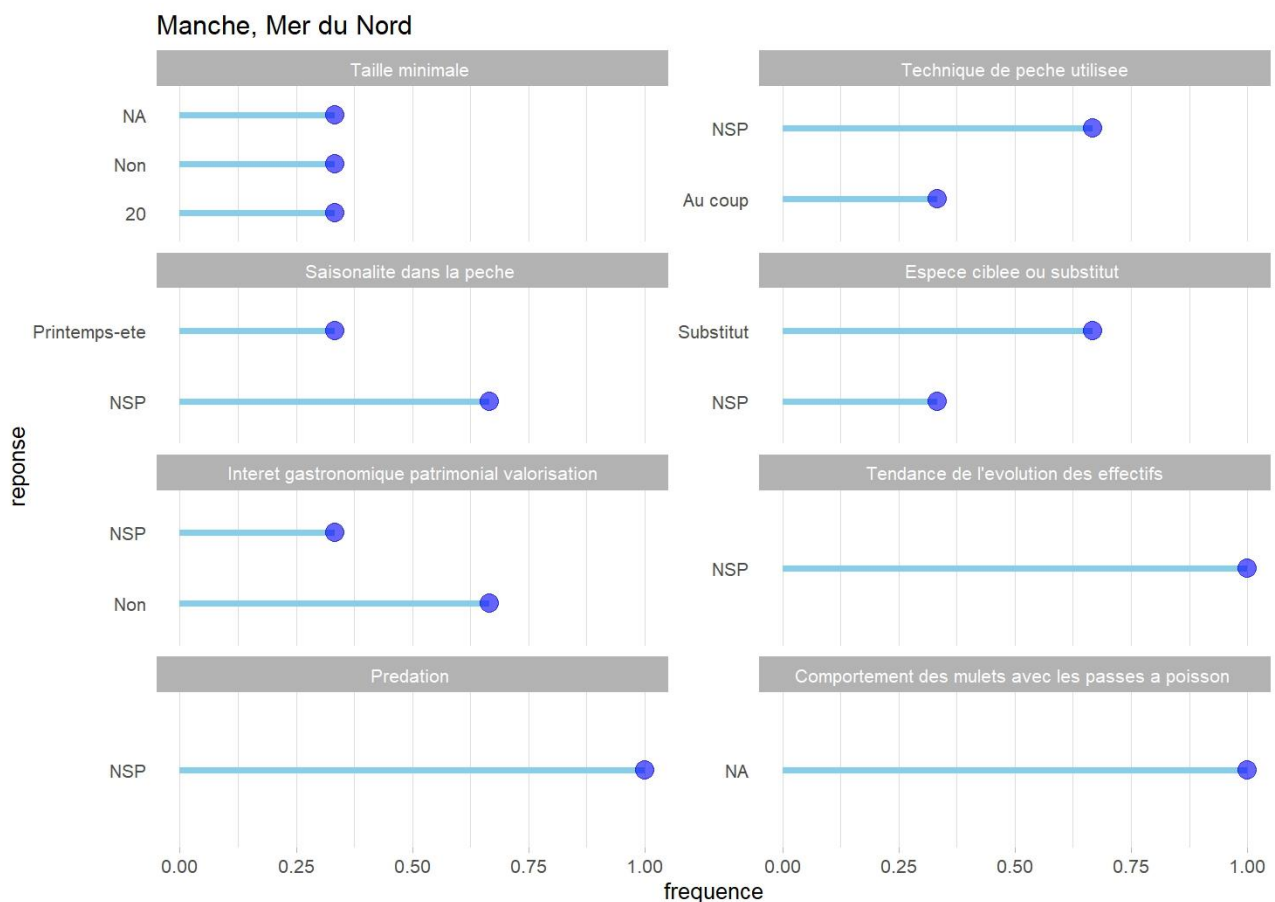 Manche, Mer du Nord
Taille minimale
NA
Non
20
Technique de peche utilisee
NSP
Au coup
Saisonalite dans la peche
Printemps-ete
NSP
Espece ciblee ou substitut
Substitut
NSP
Interet gastronomique patrimonial valorisation
NSP
Non
Tendance de l'evolution des effectifs
NSP
Predation
NSP
Comportement des mulets avec les passes a poisson
NA
0.00 0.25 0.50 0.75 1.00
0.00 0.25 0.50 0.75 1.00
frequence
reponse